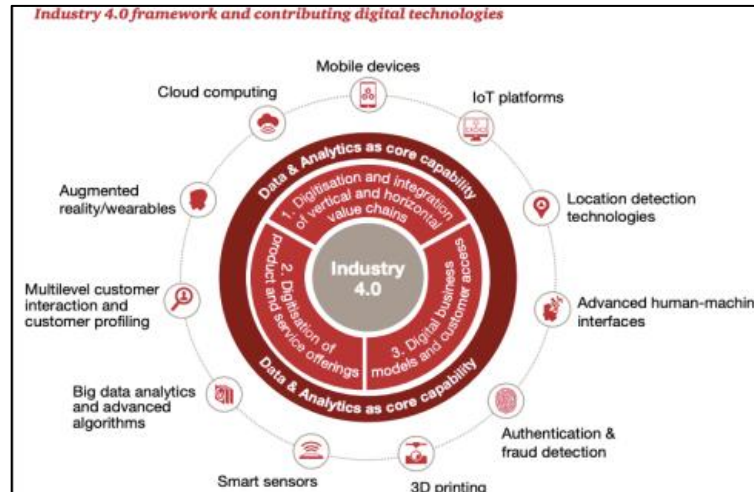 Industry 4.0 framework and contributing digital technologies
Mobile devices
Cloud computing
IoT platforms
Augmented
reality/wearables
Location detection
technologies
Multilevel customer
interaction and
customer profiling
Advanced human-machin
interfaces
Big data analytics
and advanced
algorithms
Authentication &
fraud detection
Smart sensors
3D printing
Data & Analytics as core capability
1. Digitisation and integration
of vertical and horizontal
value chains
2. Digitisation of
product and service offerings
3. Digital business
models and customer access
Industry
4.0
Data & Analytics as core capability